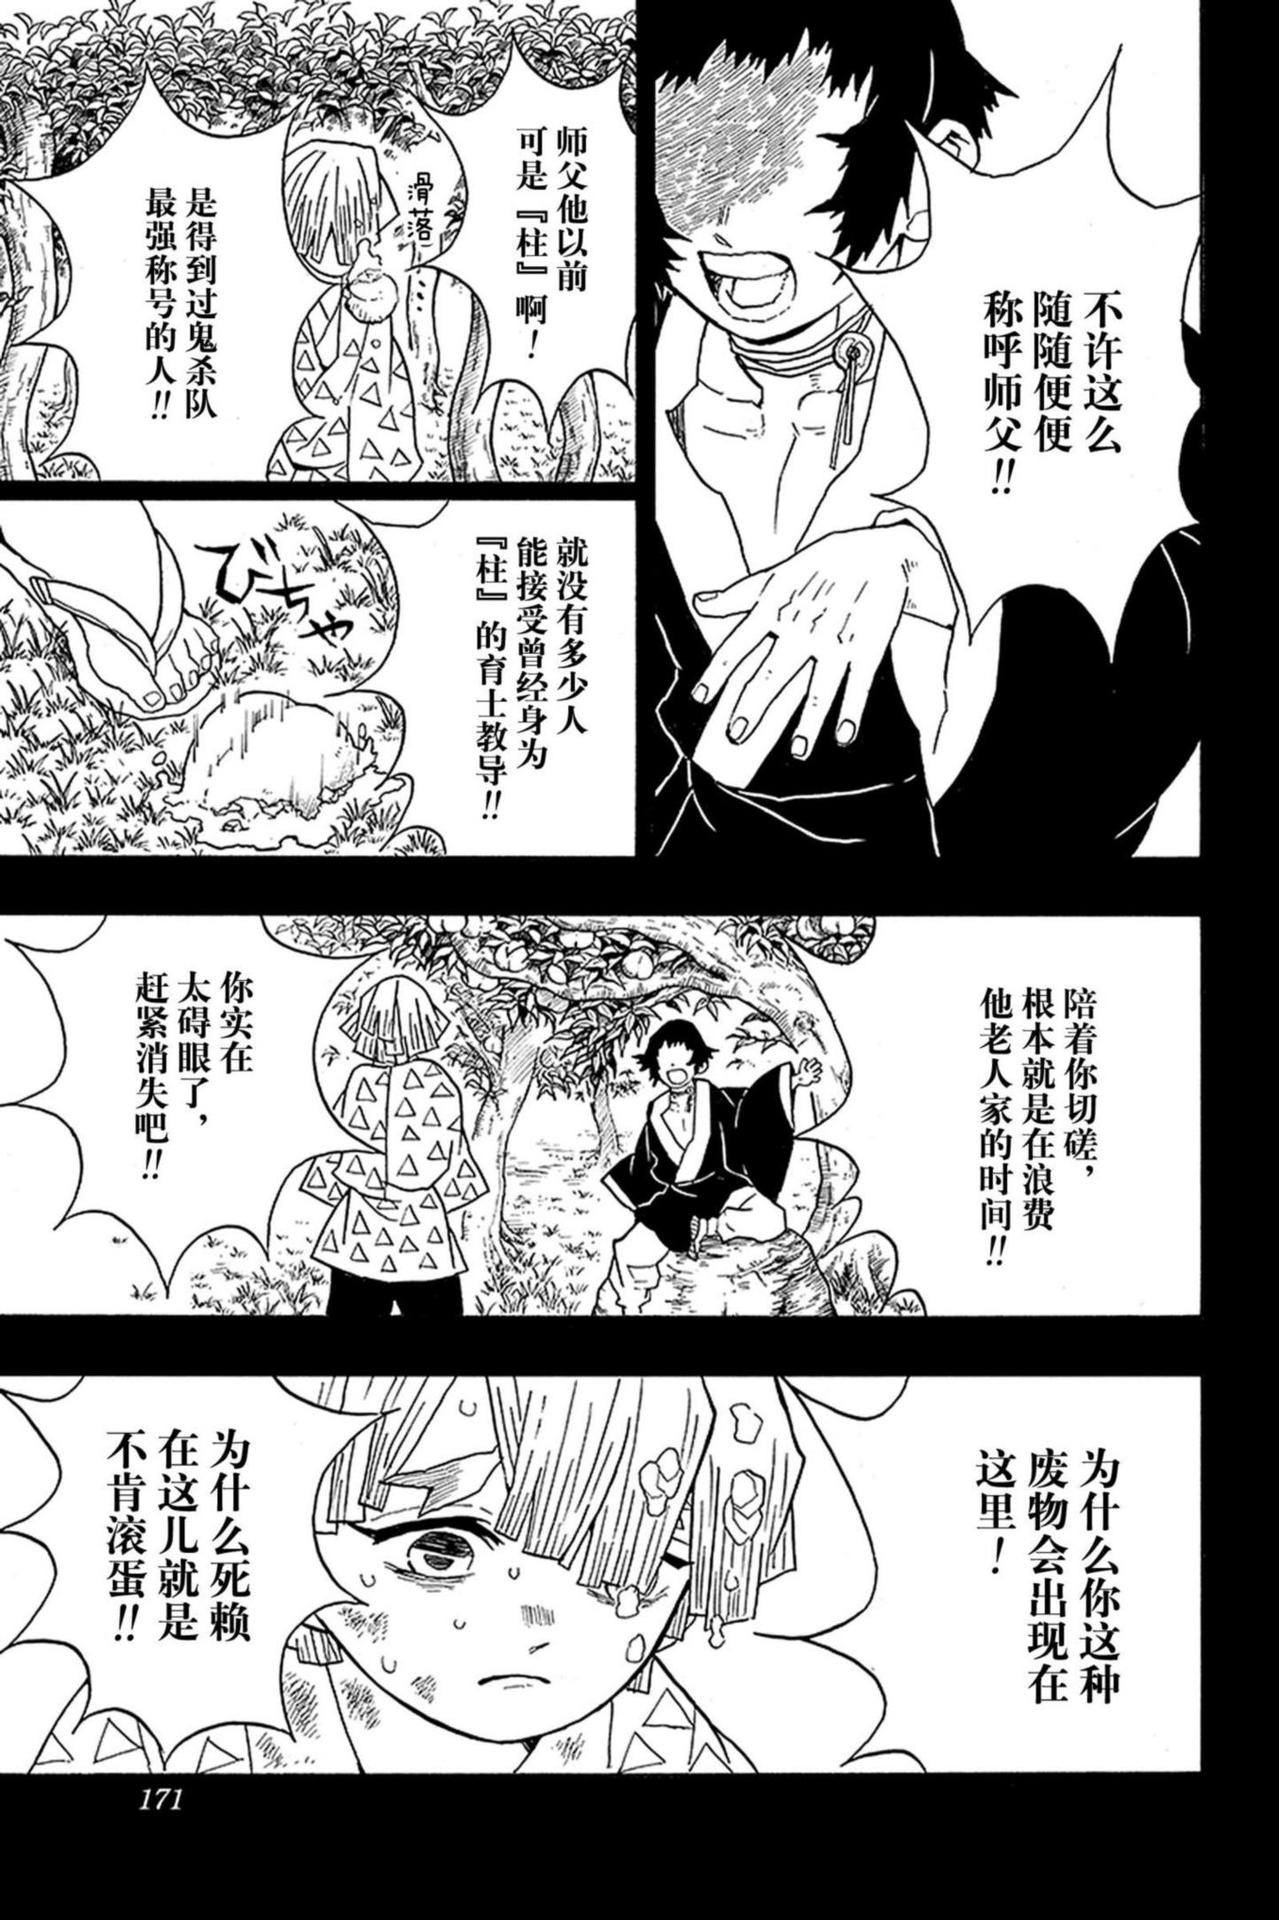 不许这么
随随便便
称呼师父!!
师父他以前
可是『柱』啊！
滑落
是得到过鬼杀队
最强称号的人!!
就没有多少人
能接受曾经身为
『柱』的育士教导!!
びちゃ
陪着你切磋，
根本就是在浪费
他老人家的时间!!
你实在
太碍眼了，
赶紧消失吧!!
为什么你这种
废物会出现在
这里！
为什么死赖
在这儿就是
不肯滚蛋!!
171